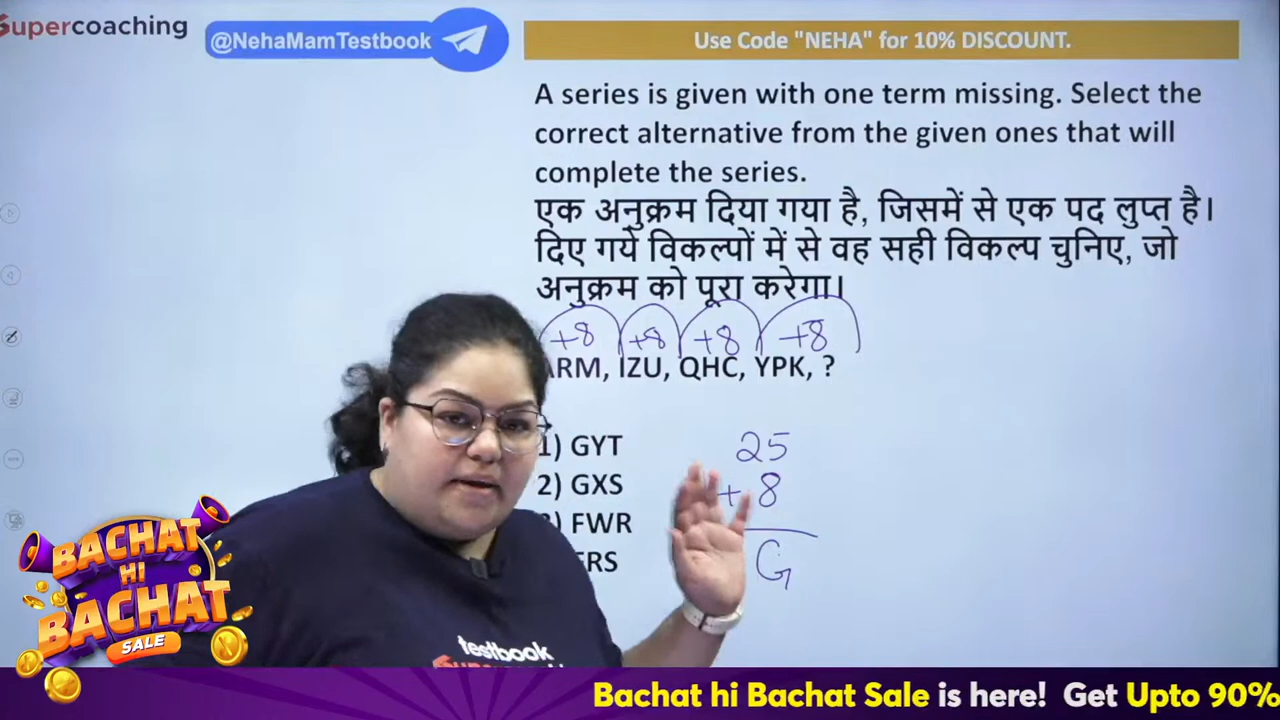 Supercoaching
@NehaMamTestbook
Use Code "NEHA" for 10% DISCOUNT.
A series is given with one term missing. Select the
correct alternative from the given ones that will
complete the series.
एक अनुक्रम दिया गया है, जिसमें से एक पद लुप्त है।
दिए गये विकल्पों में से वह सही विकल्प चुनिए, जो
अनुक्रम को पूरा करेगा।
+8 +8 +8 +8
ARM, IZU, QHC, YPK, ?
1) GYT
2) GXS
3) FWR
25
+ 8
G
testbook
BACHAT
HI
BACHAT
SALE
Bachat hi Bachat Sale is here! Get Upto 90%